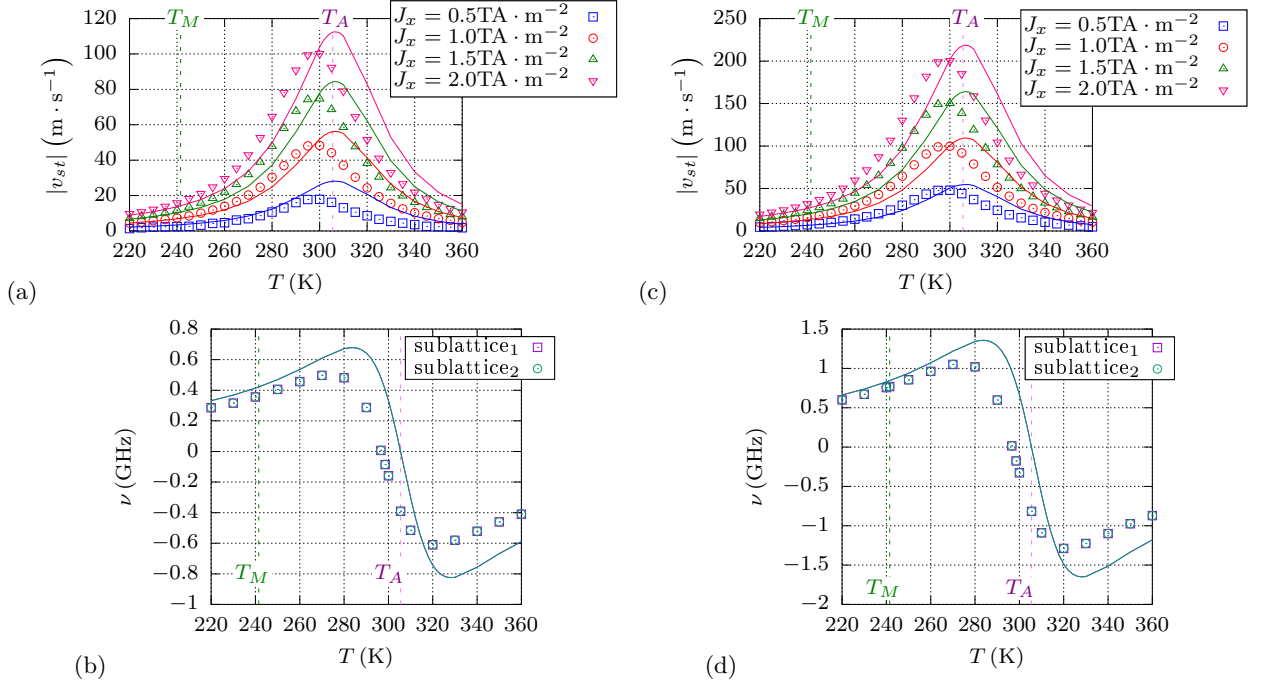 T_M T_A
J_x = 0.5TA · m⁻²
J_x = 1.0TA · m⁻²
J_x = 1.5TA · m⁻²
J_x = 2.0TA · m⁻²
|v_st| (m · s⁻¹)
120
100
80
60
40
20
0
220 240 260 280 300 320 340 360
T (K)
(a)
T_M T_A
J_x = 0.5TA · m⁻²
J_x = 1.0TA · m⁻²
J_x = 1.5TA · m⁻²
J_x = 2.0TA · m⁻²
|v_st| (m · s⁻¹)
250
200
150
100
50
0
220 240 260 280 300 320 340 360
T (K)
(c)
sublattice₁
sublattice₂
ν (GHz)
0.8
0.6
0.4
0.2
0
−0.2
−0.4
−0.6
−0.8
−1
T_M T_A
220 240 260 280 300 320 340 360
T (K)
(b)
sublattice₁
sublattice₂
ν (GHz)
1.5
1
0.5
0
−0.5
−1
−1.5
−2
T_M T_A
220 240 260 280 300 320 340 360
T (K)
(d)